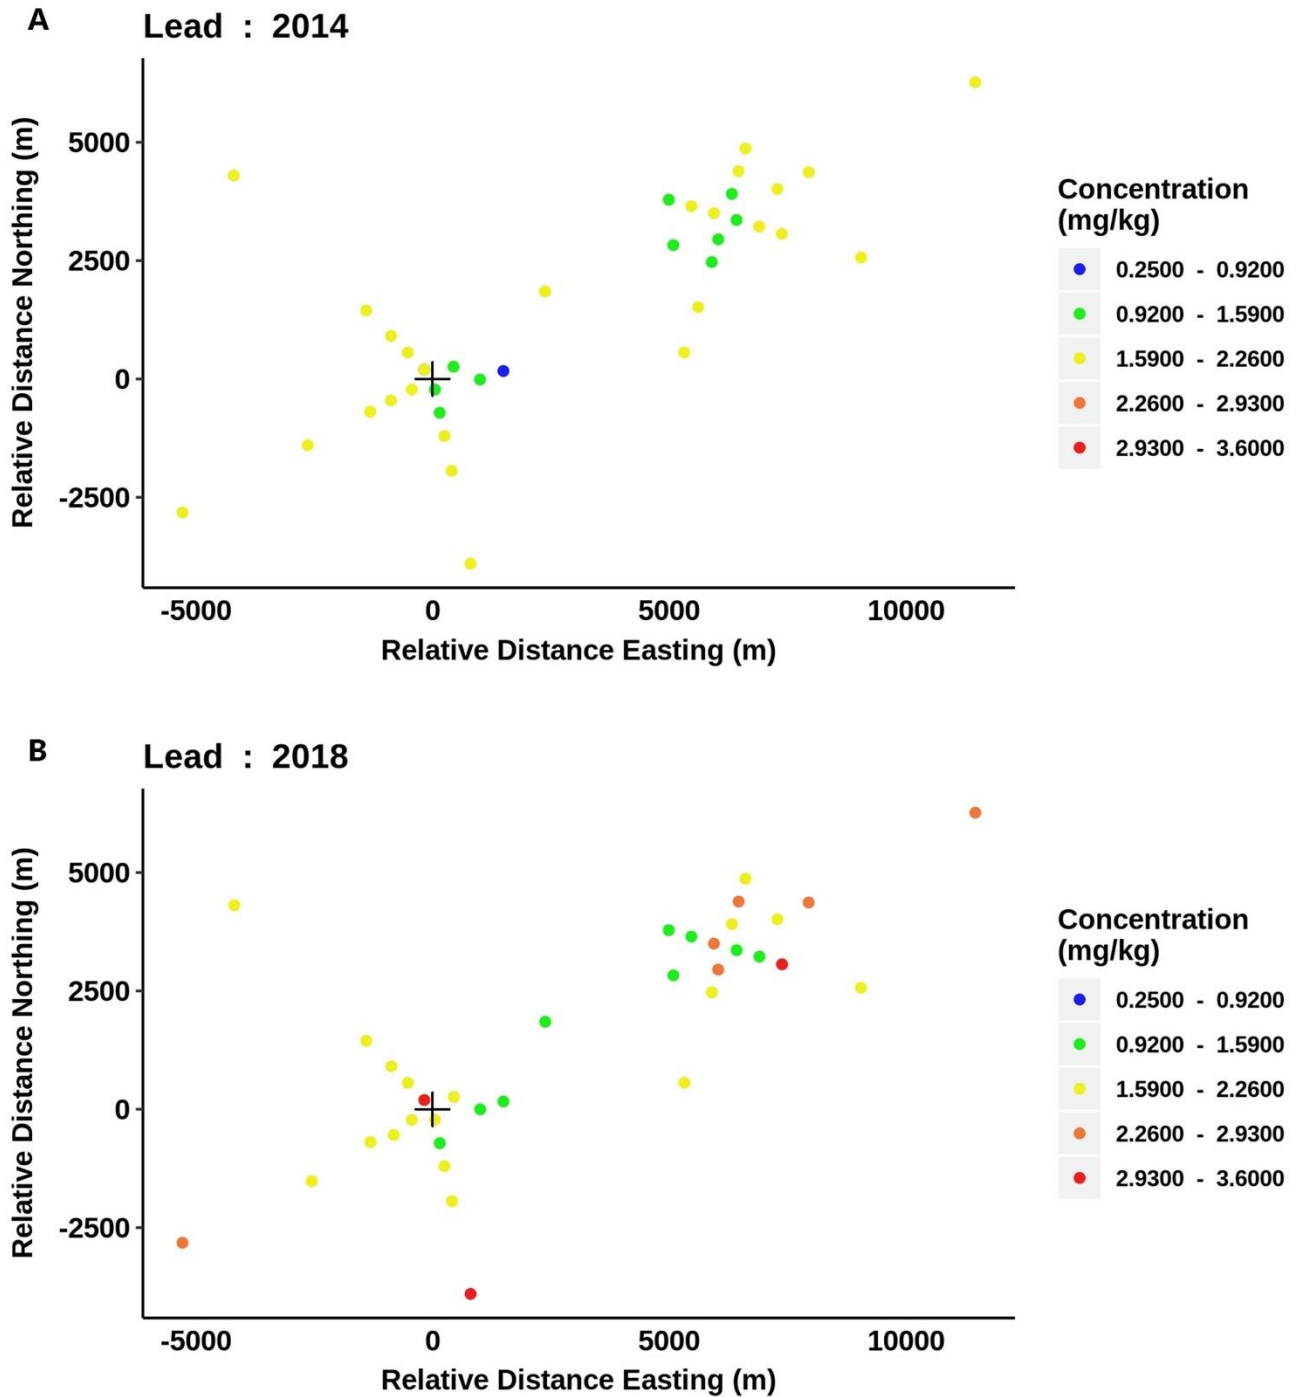 A
Lead : 2014
Relative Distance Northing (m)
5000
2500
0
-2500
-5000 0 5000 10000
Relative Distance Easting (m)
Concentration
(mg/kg)
0.2500 - 0.9200
0.9200 - 1.5900
1.5900 - 2.2600
2.2600 - 2.9300
2.9300 - 3.6000
B
Lead : 2018
Relative Distance Northing (m)
5000
2500
0
-2500
-5000 0 5000 10000
Relative Distance Easting (m)
Concentration
(mg/kg)
0.2500 - 0.9200
0.9200 - 1.5900
1.5900 - 2.2600
2.2600 - 2.9300
2.9300 - 3.6000